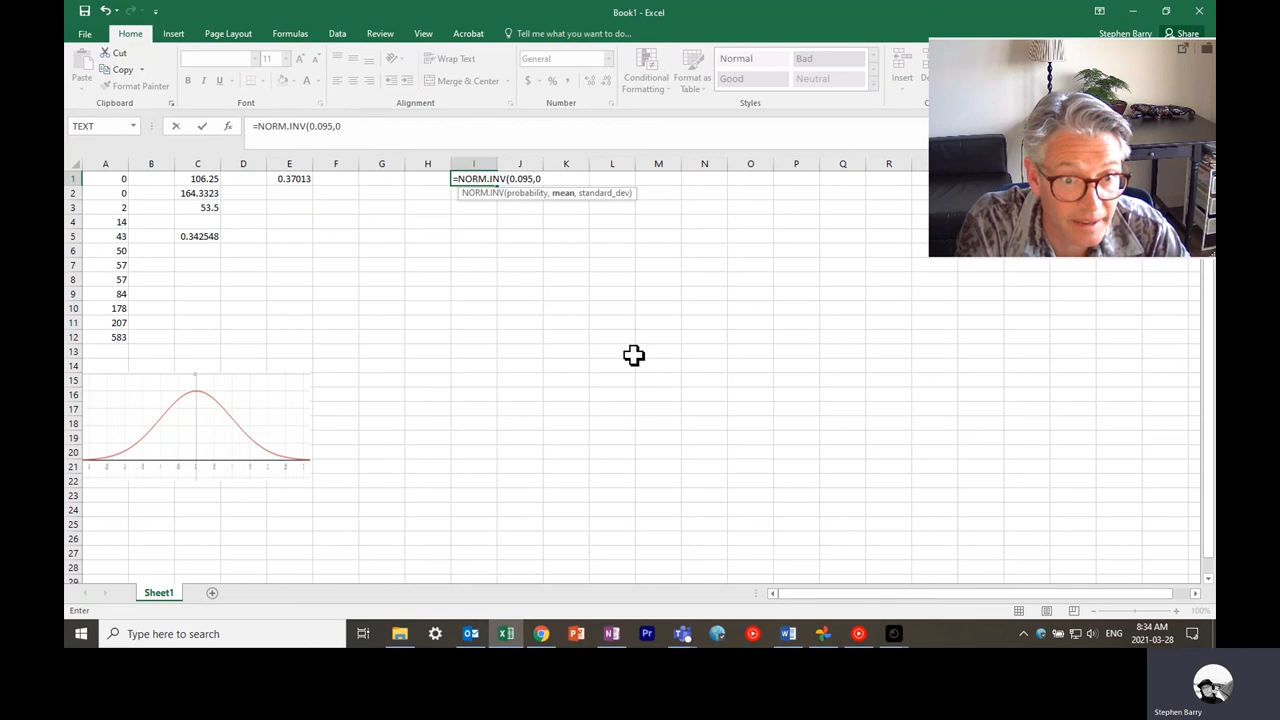 Book1 - Excel
File Home Insert Page Layout Formulas Data Review View Acrobat Tell me what you want to do... Stephen Barry Share
Paste
Cut
Copy
Format Painter
Clipboard
11
B I U
Font
Wrap Text
Merge & Center
Alignment
General
$ % ,
Number
Conditional
Formatting
Format as
Table
Normal Bad
Good Neutral
Styles
Insert
TEXT =NORM.INV(0.095,0
A B C D E F G H I J K L M N O P Q R
1 0 106.25 0.37013 =NORM.INV(0.095,0
2 0 164.3323 NORM.INV(probability, mean, standard_dev)
3 2 53.5
4 14
5 43 0.342548
6 50
7 57
8 57
9 84
10 178
11 207
12 583
13
14
15
16
17
18
19
20
21
22
23
24
25
26
27
28
29
Sheet1
Enter 100%
Type here to search
ENG
8:34 AM
2021-03-28
Stephen Barry